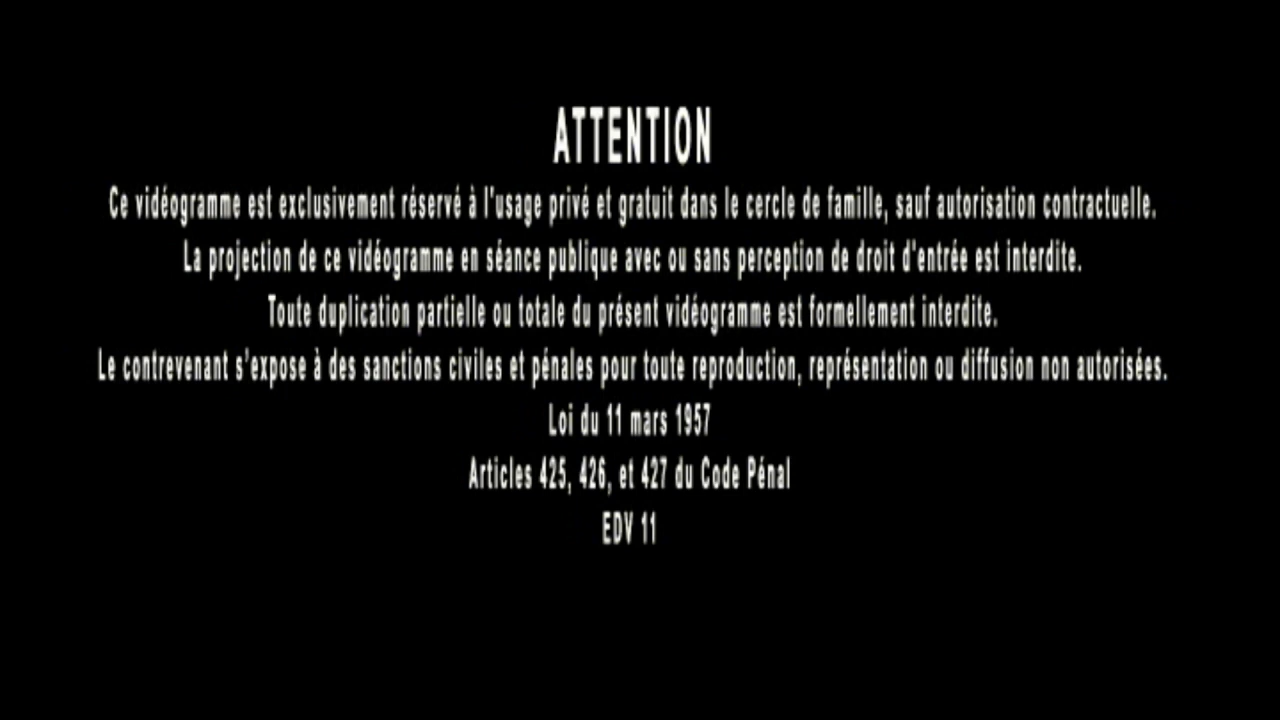 ATTENTION
Ce vidéogramme est exclusivement réservé à l'usage privé et gratuit dans le cercle de famille, sauf autorisation contractuelle.
La projection de ce vidéogramme en séance publique avec ou sans perception de droit d'entrée est interdite.
Toute duplication partielle ou totale du présent vidéogramme est formellement interdite.
Le contrevenant s'expose à des sanctions civiles et pénales pour toute reproduction, représentation ou diffusion non autorisées.
Loi du 11 mars 1957
Articles 425, 426, et 427 du Code Pénal
EDV 11